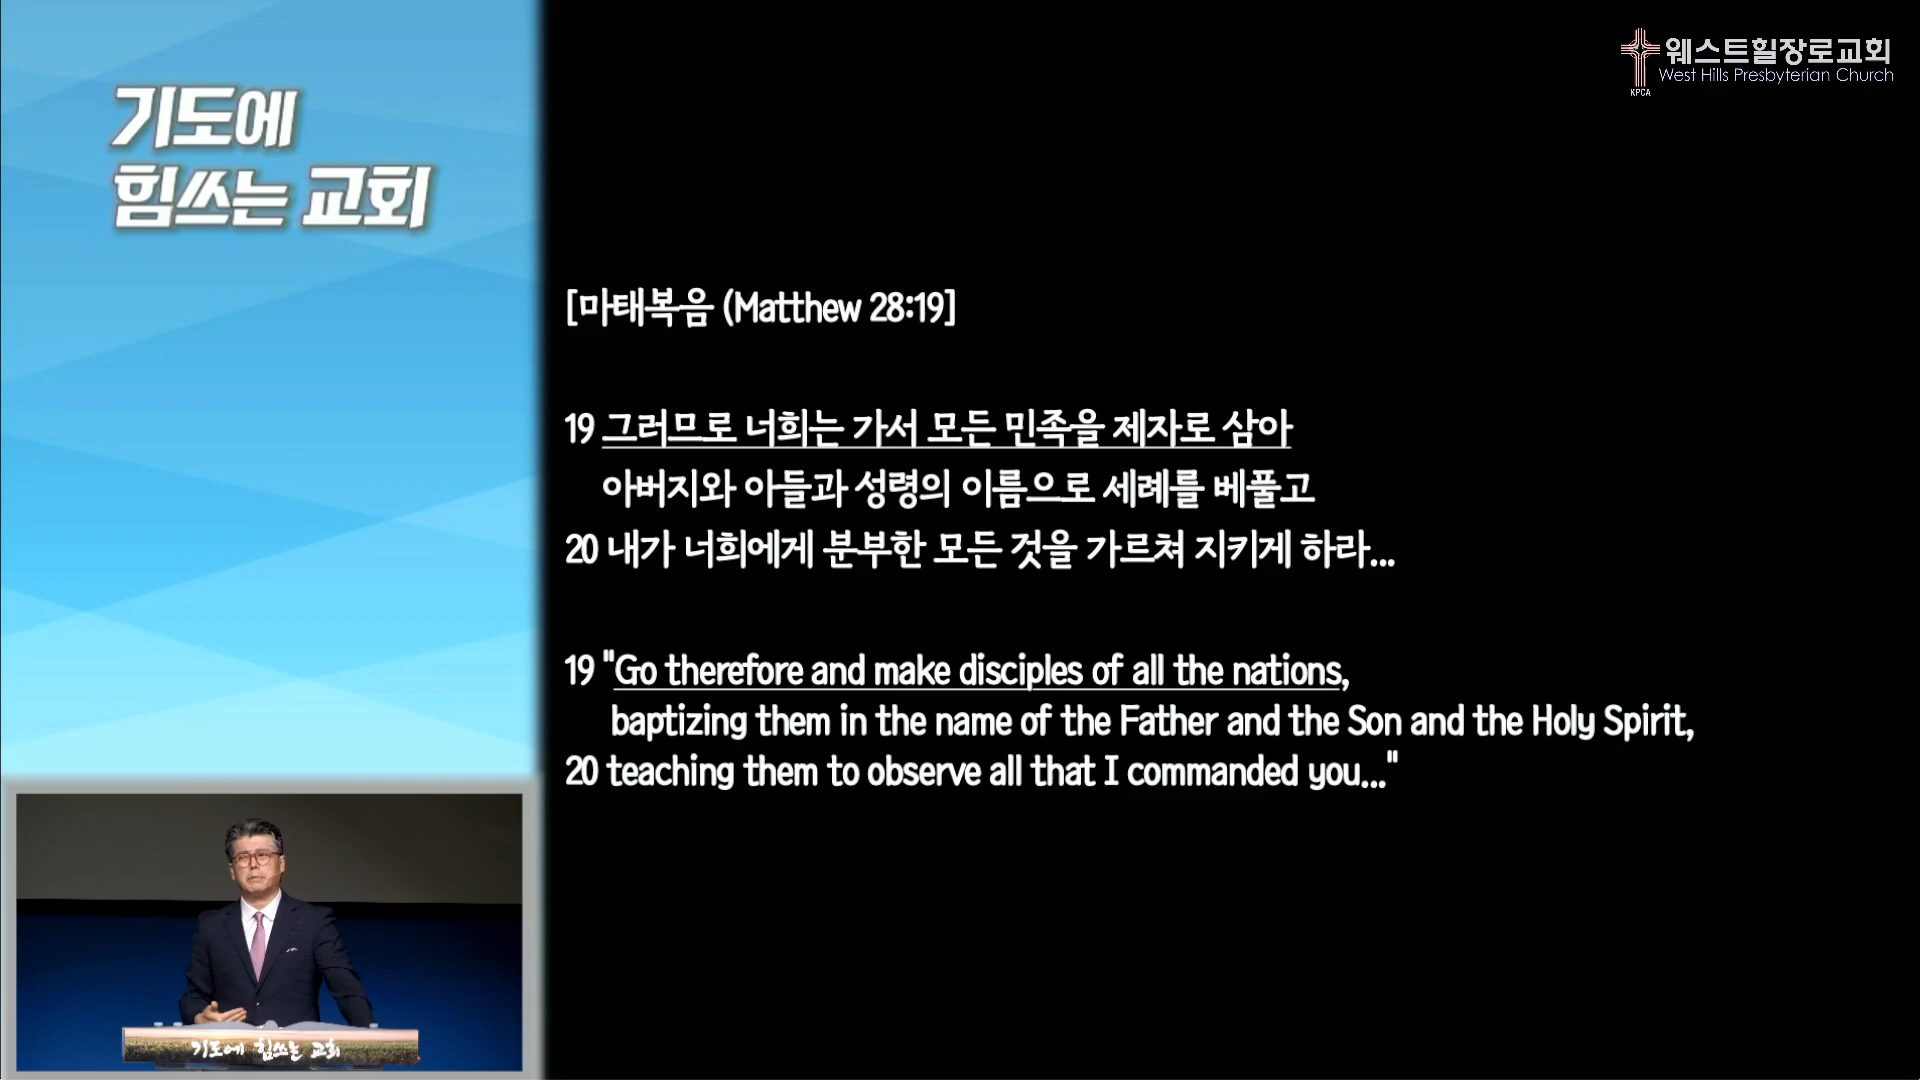 기도에
힘쓰는 교회
웨스트힐장로교회
West Hills Presbyterian Church
KPCA
[마태복음 (Matthew 28:19]
19 그러므로 너희는 가서 모든 민족을 제자로 삼아
아버지와 아들과 성령의 이름으로 세례를 베풀고
20 내가 너희에게 분부한 모든 것을 가르쳐 지키게 하라...
19 "Go therefore and make disciples of all the nations,
baptizing them in the name of the Father and the Son and the Holy Spirit,
20 teaching them to observe all that I commanded you..."
기도에 힘쓰는 교회